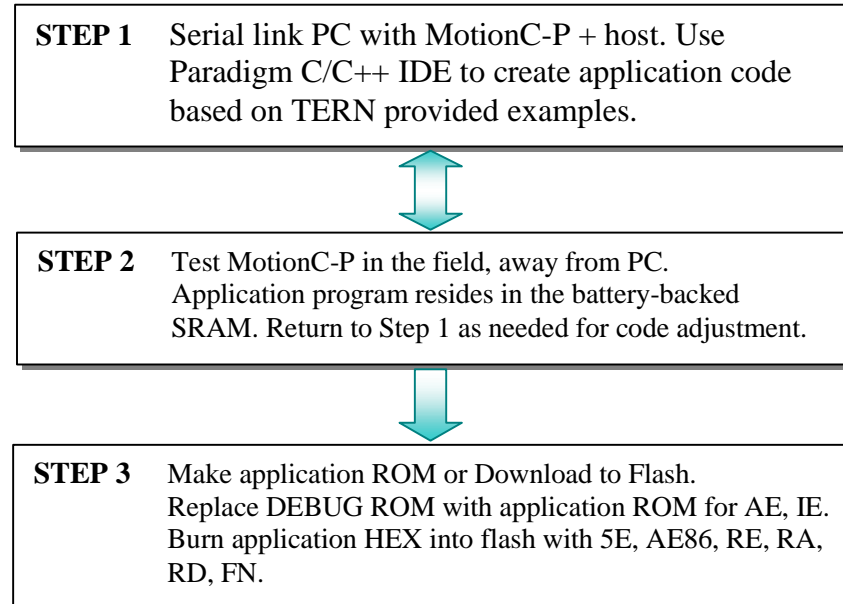 STEP 1 Serial link PC with MotionC-P + host. Use
Paradigm C/C++ IDE to create application code
based on TERN provided examples.
STEP 2 Test MotionC-P in the field, away from PC.
Application program resides in the battery-backed
SRAM. Return to Step 1 as needed for code adjustment.
STEP 3 Make application ROM or Download to Flash.
Replace DEBUG ROM with application ROM for AE, IE.
Burn application HEX into flash with 5E, AE86, RE, RA,
RD, FN.